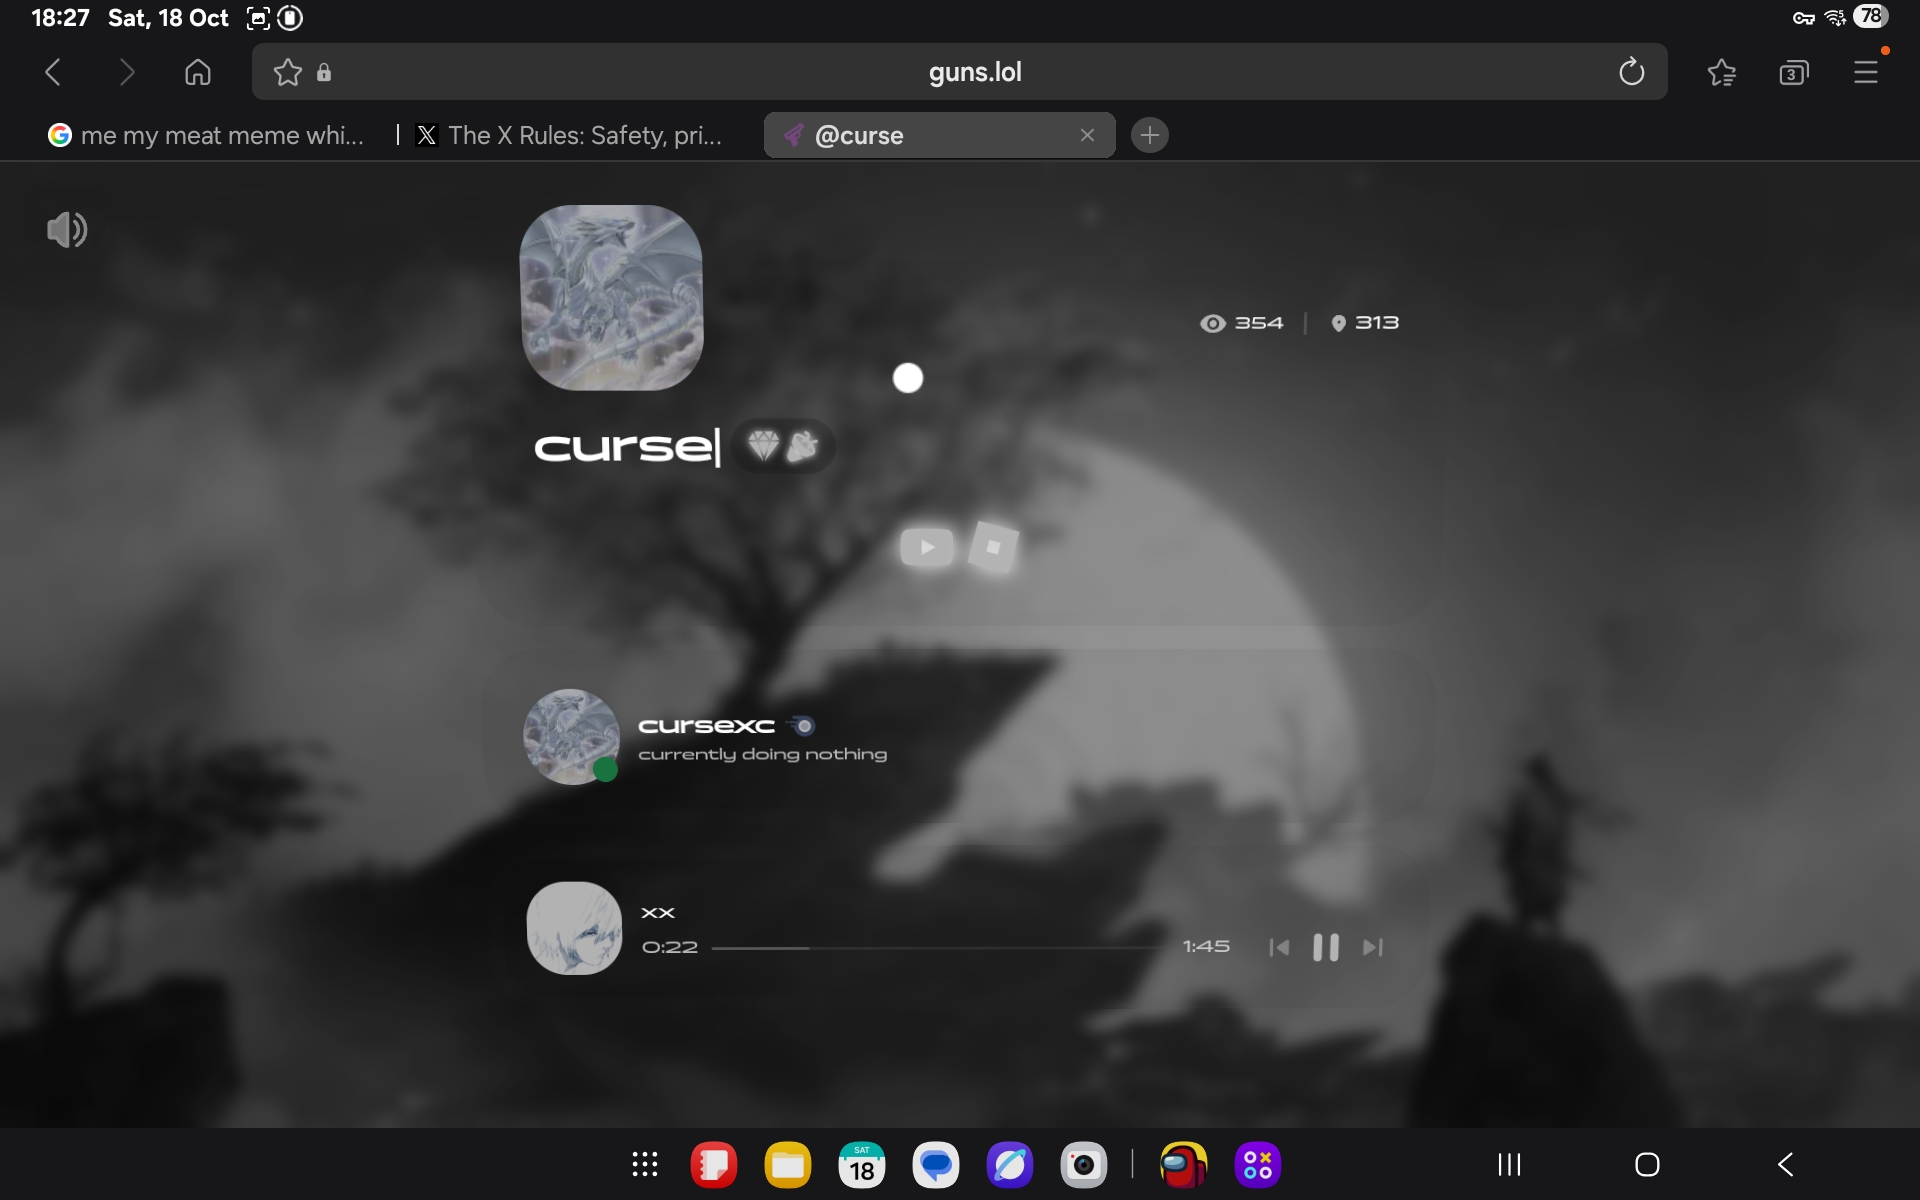 18:27 Sat, 18 Oct
78
guns.lol
3
me my meat meme whi...
The X Rules: Safety, pri...
@curse
354 | 313
curse
cursexc
currently doing nothing
xx
0:22 1:45
SAT
18